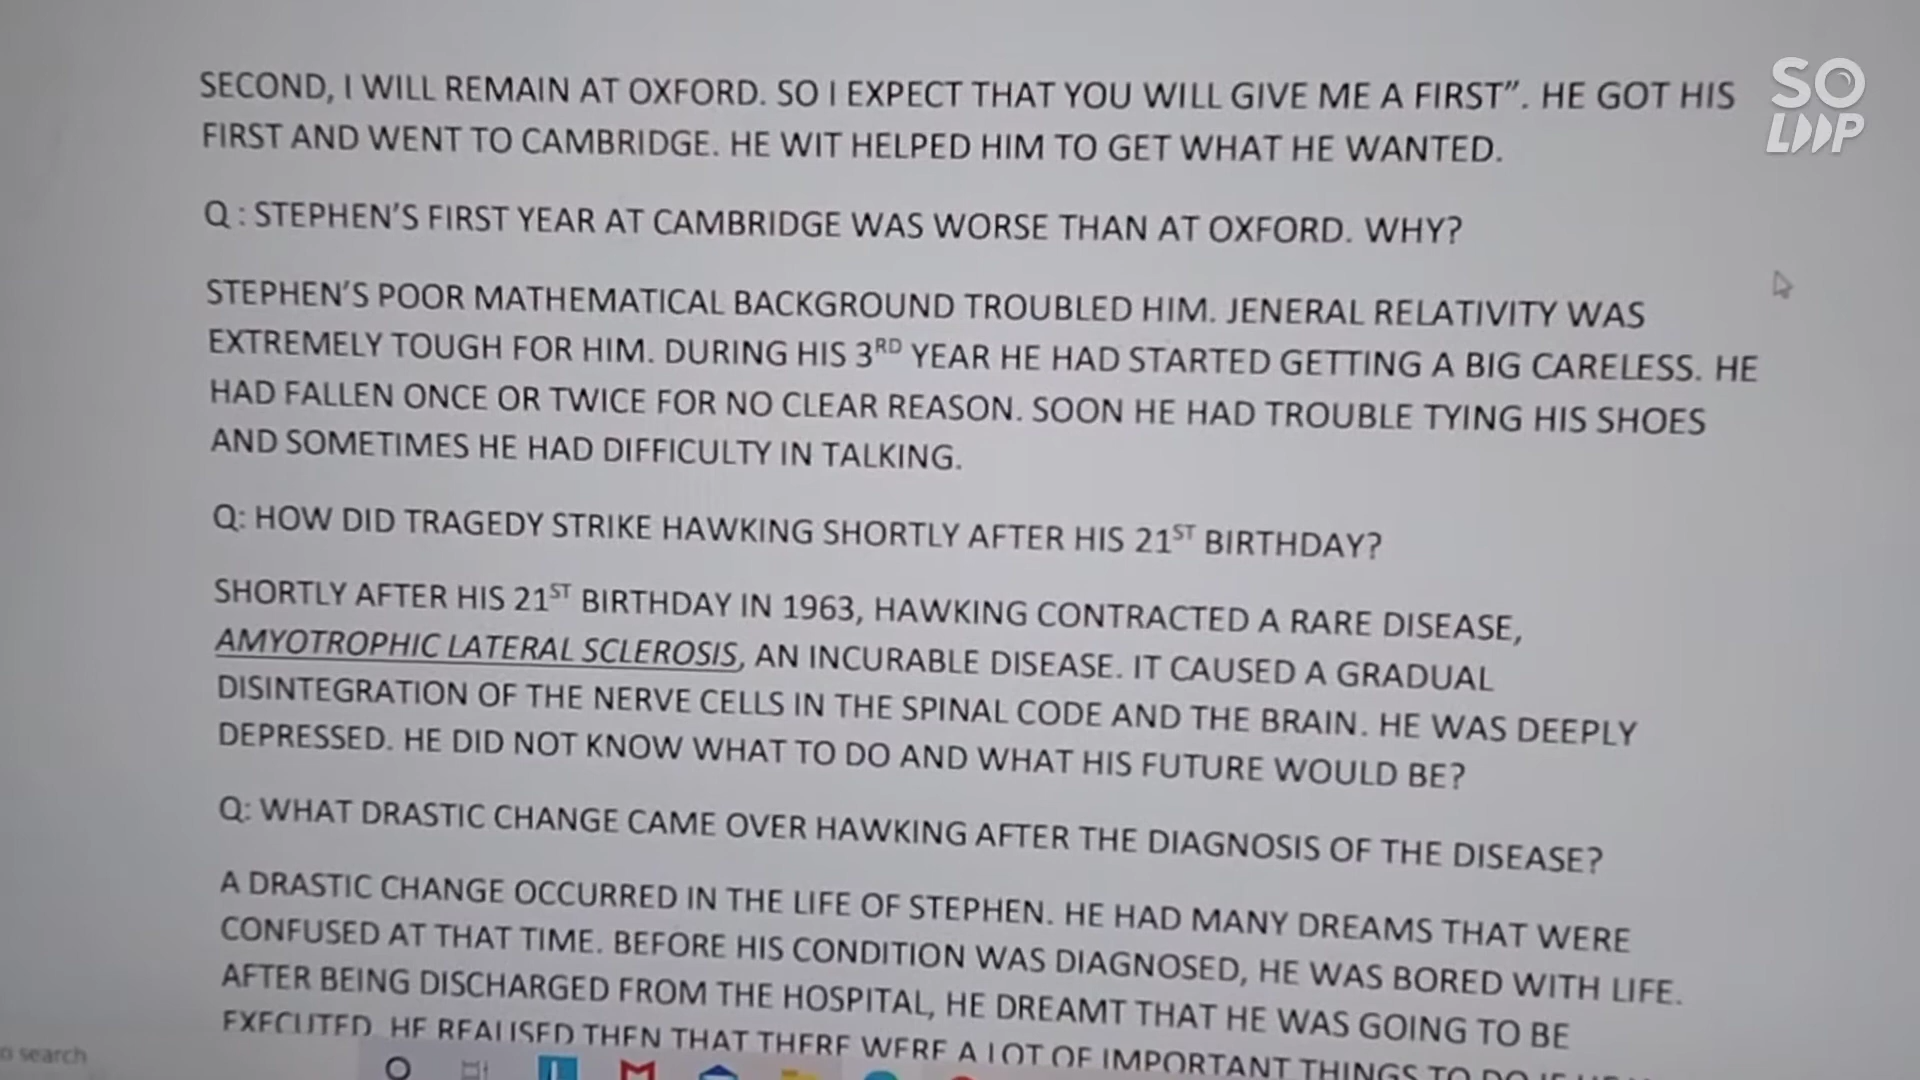 SO
LOOP
SECOND, I WILL REMAIN AT OXFORD. SO I EXPECT THAT YOU WILL GIVE ME A FIRST”. HE GOT HIS
FIRST AND WENT TO CAMBRIDGE. HE WIT HELPED HIM TO GET WHAT HE WANTED.
Q : STEPHEN’S FIRST YEAR AT CAMBRIDGE WAS WORSE THAN AT OXFORD. WHY?
STEPHEN’S POOR MATHEMATICAL BACKGROUND TROUBLED HIM. JENERAL RELATIVITY WAS
EXTREMELY TOUGH FOR HIM. DURING HIS 3RD YEAR HE HAD STARTED GETTING A BIG CARELESS. HE
HAD FALLEN ONCE OR TWICE FOR NO CLEAR REASON. SOON HE HAD TROUBLE TYING HIS SHOES
AND SOMETIMES HE HAD DIFFICULTY IN TALKING.
Q: HOW DID TRAGEDY STRIKE HAWKING SHORTLY AFTER HIS 21ST BIRTHDAY?
SHORTLY AFTER HIS 21ST BIRTHDAY IN 1963, HAWKING CONTRACTED A RARE DISEASE,
AMYOTROPHIC LATERAL SCLEROSIS, AN INCURABLE DISEASE. IT CAUSED A GRADUAL
DISINTEGRATION OF THE NERVE CELLS IN THE SPINAL CODE AND THE BRAIN. HE WAS DEEPLY
DEPRESSED. HE DID NOT KNOW WHAT TO DO AND WHAT HIS FUTURE WOULD BE?
Q: WHAT DRASTIC CHANGE CAME OVER HAWKING AFTER THE DIAGNOSIS OF THE DISEASE?
A DRASTIC CHANGE OCCURRED IN THE LIFE OF STEPHEN. HE HAD MANY DREAMS THAT WERE
CONFUSED AT THAT TIME. BEFORE HIS CONDITION WAS DIAGNOSED, HE WAS BORED WITH LIFE.
AFTER BEING DISCHARGED FROM THE HOSPITAL, HE DREAMT THAT HE WAS GOING TO BE
EXECUTED. HE REALISED THEN THAT THERE WERE A LOT OF IMPORTANT THINGS TO DO IF
search